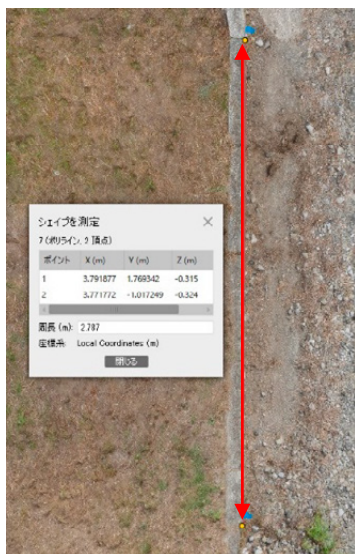 シェイプを測定
7 (ポリライン, 2 頂点)
ポイント X (m) Y (m) Z (m)
1 3.791877 1.769342 -0.315
2 3.771772 -1.017249 -0.324
周長 (m): 2.787
座標系: Local Coordinates (m)
閉じる